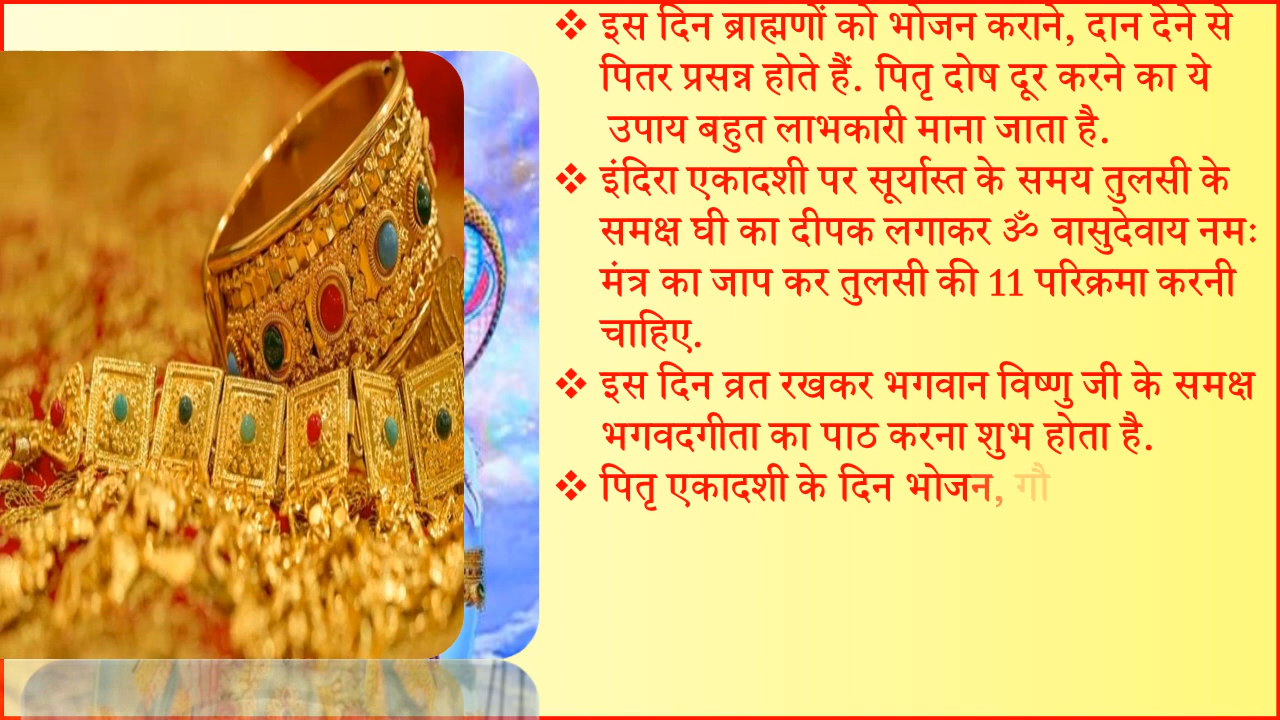 ❖ इस दिन ब्राह्मणों को भोजन कराने, दान देने से
पितर प्रसन्न होते हैं. पितृ दोष दूर करने का ये
उपाय बहुत लाभकारी माना जाता है.
❖ इंदिरा एकादशी पर सूर्यास्त के समय तुलसी के
समक्ष घी का दीपक लगाकर ॐ वासुदेवाय नमः
मंत्र का जाप कर तुलसी की 11 परिक्रमा करनी
चाहिए.
❖ इस दिन व्रत रखकर भगवान विष्णु जी के समक्ष
भगवदगीता का पाठ करना शुभ होता है.
❖ पितृ एकादशी के दिन भोजन, गौ